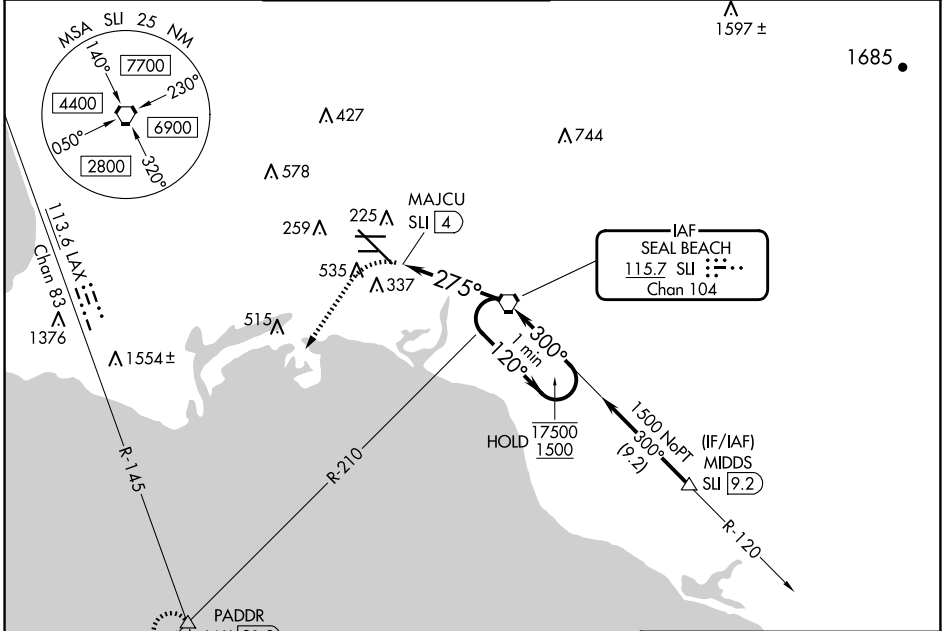 MSA SLI 25 NM
140°
7700
230°
4400
6900
050°
2800
320°
1597 ±
1685
427
744
578
MAJCU
SLI 4
259
225
535
337
275°
IAF
SEAL BEACH
115.7 SLI
Chan 104
113.6 LAX
Chan 83
1376
515
1554 ±
300°
1 min
120°
HOLD 17500
1500
1500 NoPT
300°
(9.2)
(IF/IAF)
MIDDS
SLI 9.2
R-145
R-210
R-120
PADDR